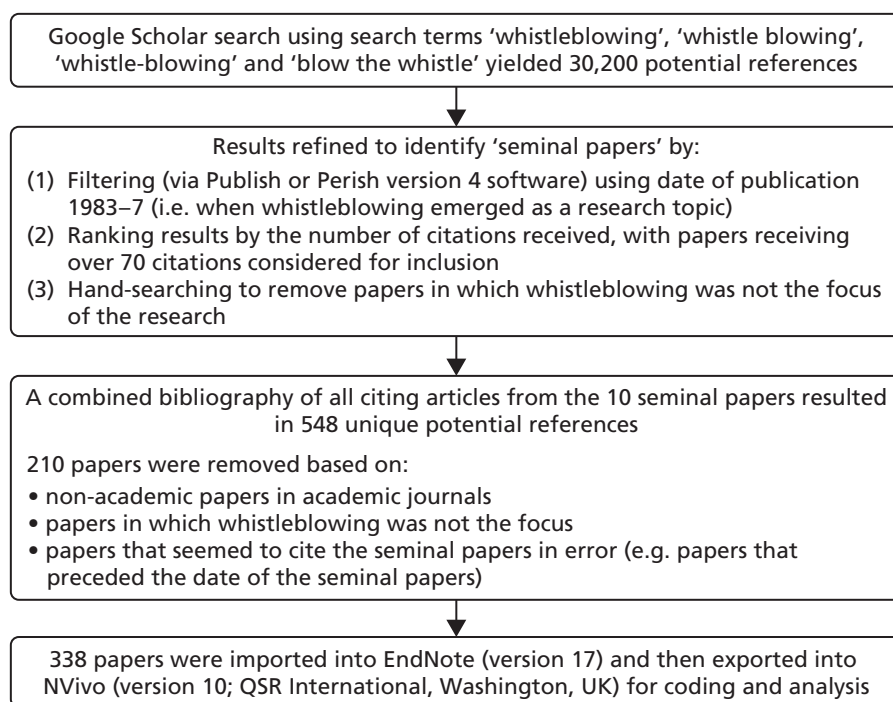 Google Scholar search using search terms ‘whistleblowing’, ‘whistle blowing’,
‘whistle-blowing’ and ‘blow the whistle’ yielded 30,200 potential references
Results refined to identify ‘seminal papers’ by:
(1) Filtering (via Publish or Perish version 4 software) using date of publication
1983–7 (i.e. when whistleblowing emerged as a research topic)
(2) Ranking results by the number of citations received, with papers receiving
over 70 citations considered for inclusion
(3) Hand-searching to remove papers in which whistleblowing was not the focus
of the research
A combined bibliography of all citing articles from the 10 seminal papers resulted
in 548 unique potential references
210 papers were removed based on:
• non-academic papers in academic journals
• papers in which whistleblowing was not the focus
• papers that seemed to cite the seminal papers in error (e.g. papers that
preceded the date of the seminal papers)
338 papers were imported into EndNote (version 17) and then exported into
NVivo (version 10; QSR International, Washington, UK) for coding and analysis